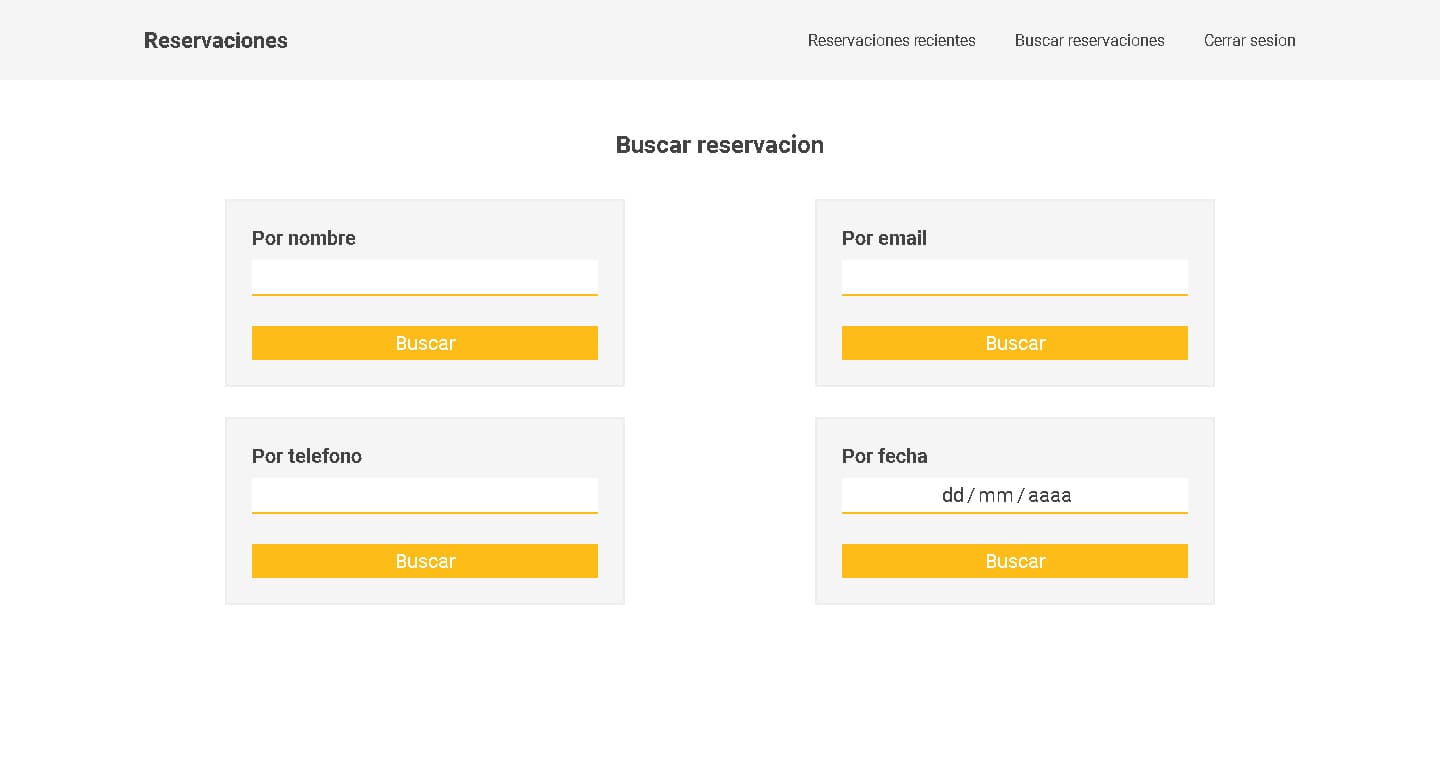 Reservaciones
Reservaciones recientes
Buscar reservaciones
Cerrar sesion
Buscar reservacion
Por nombre
Buscar
Por email
Buscar
Por telefono
Buscar
Por fecha
dd/mm/aaaa
Buscar